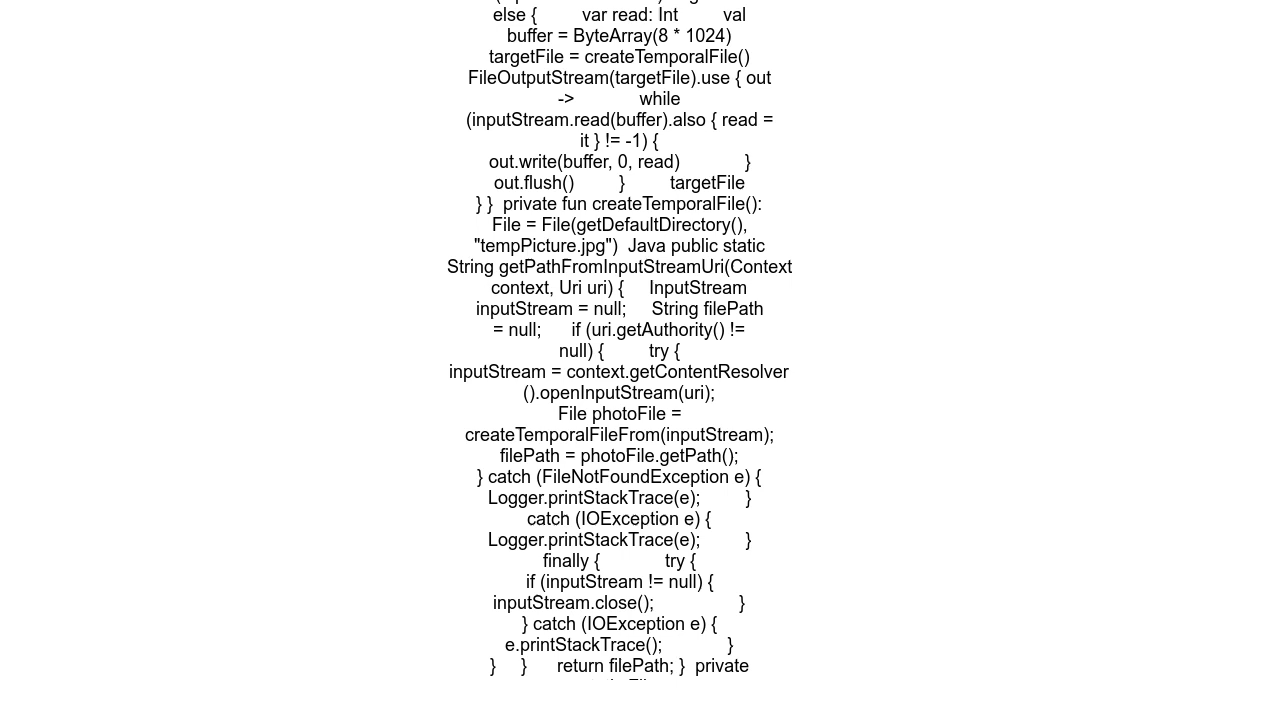 else {         var read: Int         val
buffer = ByteArray(8 * 1024)
targetFile = createTemporalFile()
FileOutputStream(targetFile).use { out
->             while
(inputStream.read(buffer).also { read =
it } != -1) {
out.write(buffer, 0, read)             }
out.flush()         }         targetFile
} }  private fun createTemporalFile():
File = File(getDefaultDirectory(),
"tempPicture.jpg")  Java public static
String getPathFromInputStreamUri(Context
context, Uri uri) {     InputStream
inputStream = null;     String filePath
= null;      if (uri.getAuthority() !=
null) {         try {
inputStream = context.getContentResolver
().openInputStream(uri);
File photoFile =
createTemporalFileFrom(inputStream);
filePath = photoFile.getPath();
} catch (FileNotFoundException e) {
Logger.printStackTrace(e);         }
catch (IOException e) {
Logger.printStackTrace(e);         }
finally {             try {
if (inputStream != null) {
inputStream.close();                 }
} catch (IOException e) {
e.printStackTrace();             }
}     }      return filePath; }  private